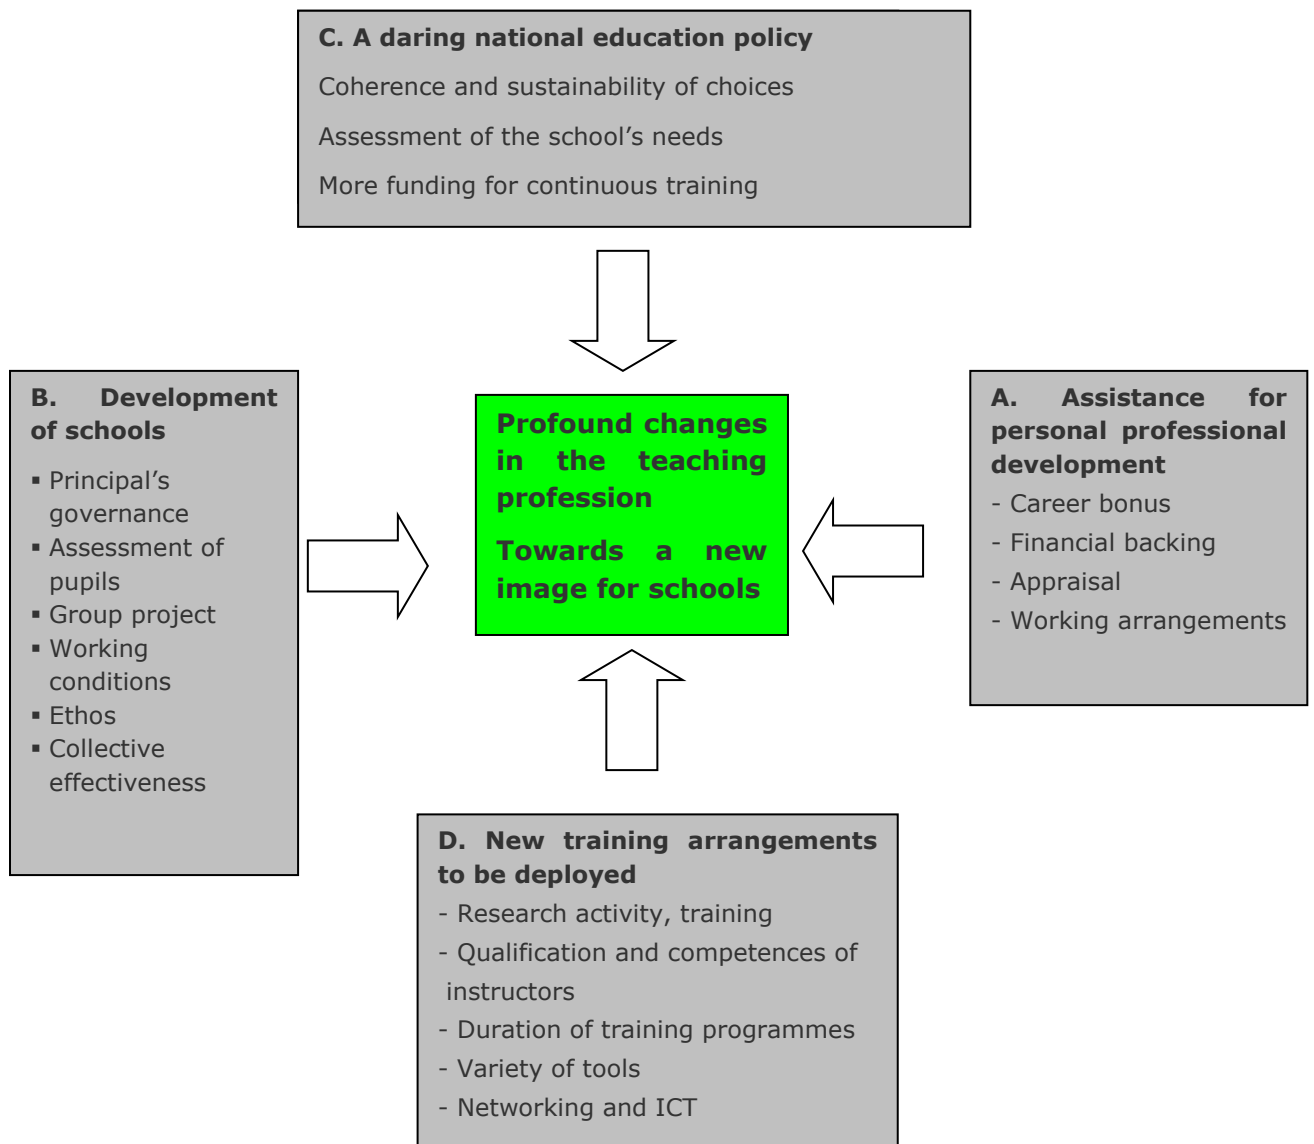 C. A daring national education policy
Coherence and sustainability of choices
Assessment of the school’s needs
More funding for continuous training
B. Development
of schools
▪ Principal’s
governance
▪ Assessment of
pupils
▪ Group project
▪ Working
conditions
▪ Ethos
▪ Collective
effectiveness
Profound changes
in the teaching
profession
Towards a new
image for schools
A. Assistance for
personal professional
development
- Career bonus
- Financial backing
- Appraisal
- Working arrangements
D. New training arrangements
to be deployed
- Research activity, training
- Qualification and competences of
instructors
- Duration of training programmes
- Variety of tools
- Networking and ICT